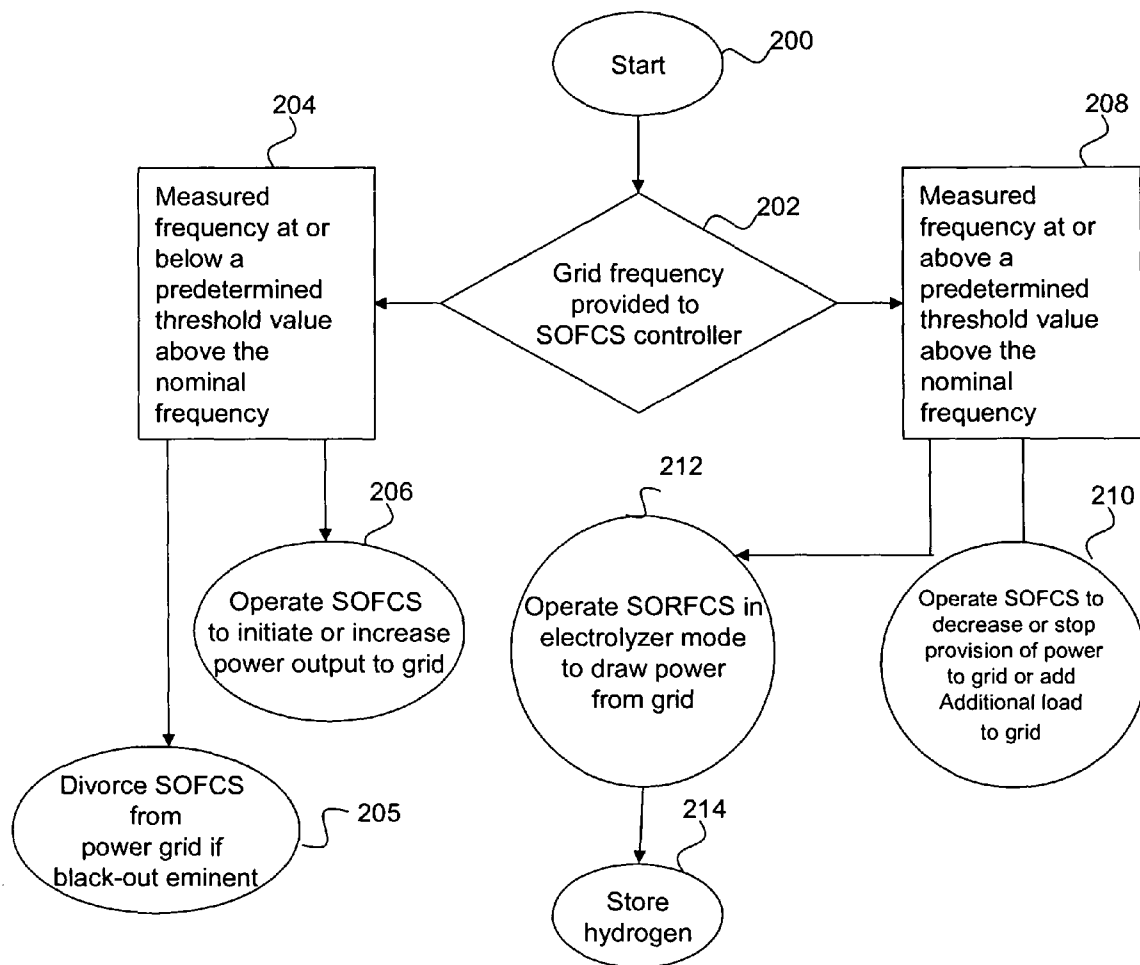 200
Start
204
208
202
Measured
frequency at or
below a
predetermined
threshold value
above the
nominal
frequency
Grid frequency
provided to
SOFCS controller
Measured
frequency at or
above a
predetermined
threshold value
above the
nominal
frequency
212
206
210
Operate SOFCS
to initiate or increase
power output to grid
Operate SORFCS in
electrolyzer mode
to draw power
from grid
Operate SOFCS to
decrease or stop
provision of power
to grid or add
Additional load
to grid
Divorce SOFCS
from
power grid if
black-out eminent
205
214
Store
hydrogen